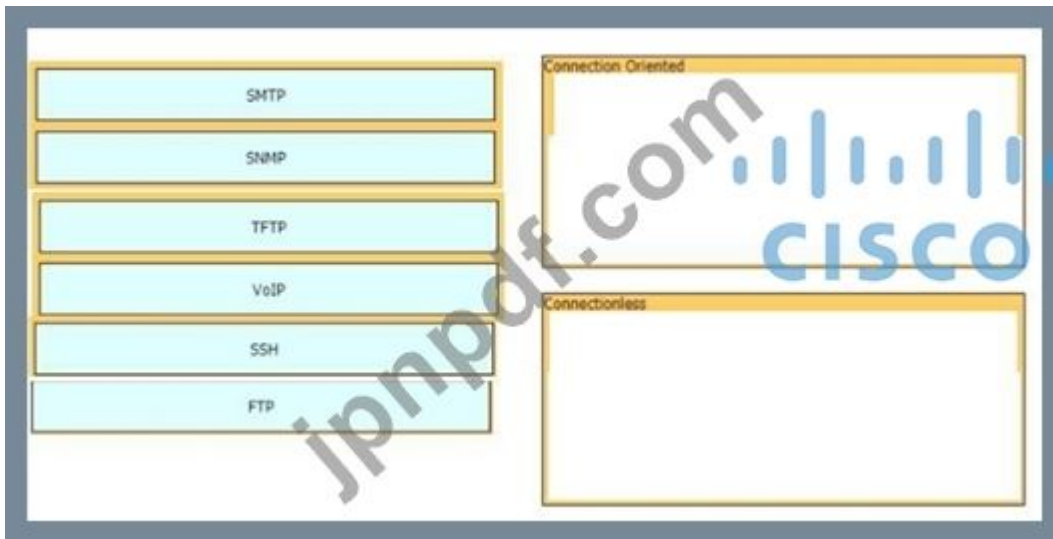 SMTP
SNMP
TFTP
VoIP
SSH
FTP
Connection Oriented
Connectionless
CISCO
jpnpdf.com